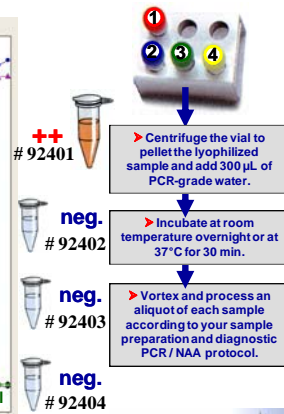 1
2
3
4
++
# 92401
➤ Centrifuge the vial to
pellet the lyophilized
sample and add 300 µL of
PCR-grade water.
neg.
# 92402
➤ Incubate at room
temperature overnight or at
37°C for 30 min.
neg.
# 92403
➤ Vortex and process an
aliquot of each sample
according to your sample
preparation and diagnostic
PCR / NAA protocol.
neg.
# 92404